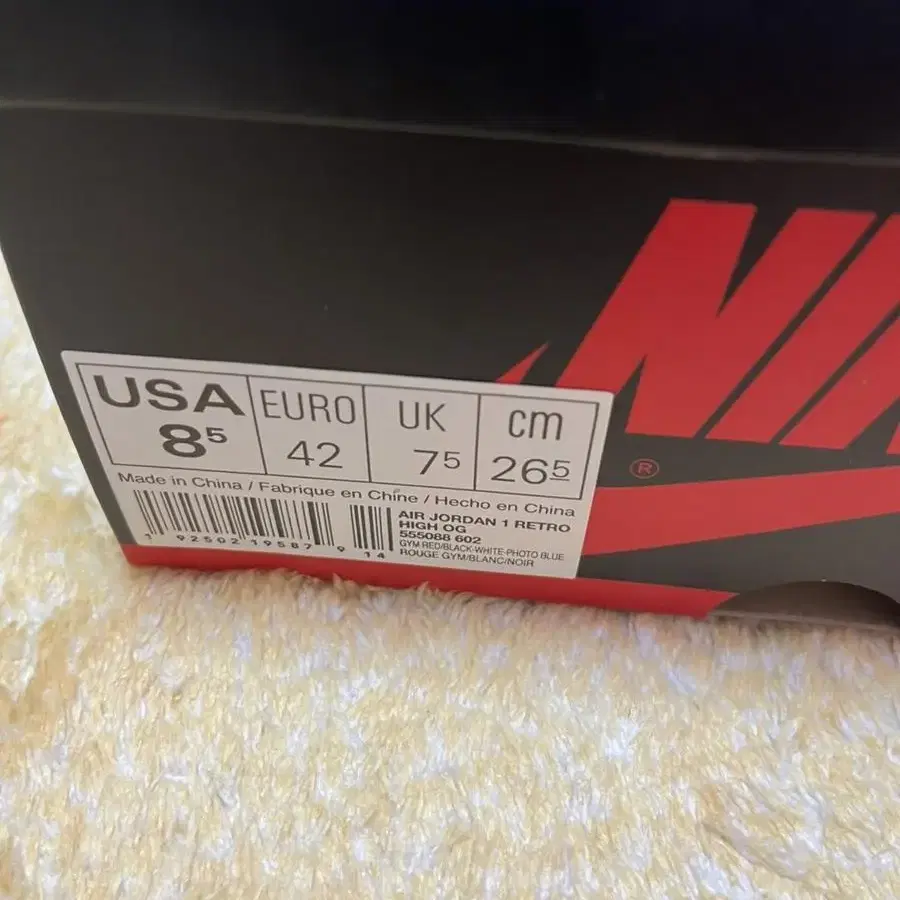 NIK
USA 8⁵
EURO 42
UK 7⁵
cm 26⁵
Made in China / Fabrique en Chine / Hecho en China
1 92502 19587 9 14
AIR JORDAN 1 RETRO
HIGH OG
555088 602
GYM RED/BLACK-WHITE-PHOTO BLUE
ROUGE GYM/BLANC/NOIR
®